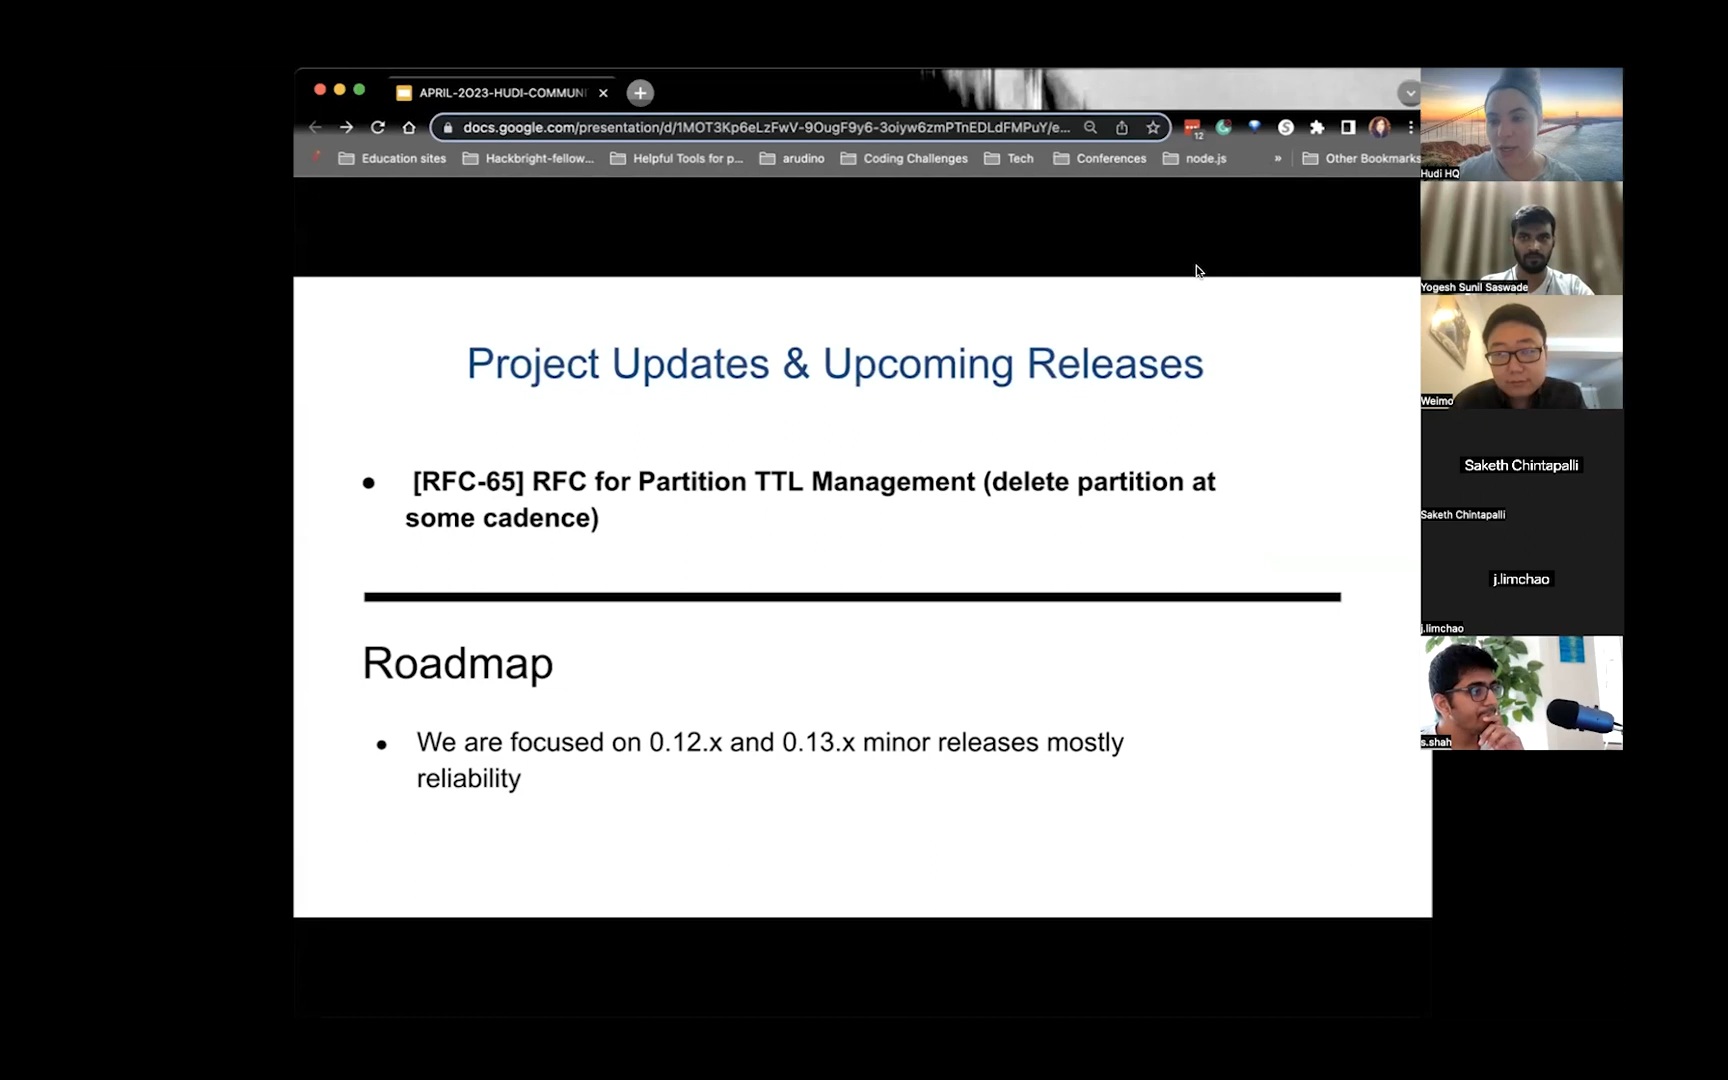 APRIL-2023-HUDI-COMMUNI
docs.google.com/presentation/d/1MOT3Kp6eLzFwV-9OugF9y6-3oiyw6zmPTnEDLdFMPuY/e...
12
Education sites
Hackbright-fellow...
Helpful Tools for p...
arudino
Coding Challenges
Tech
Conferences
node.js
»
Other Bookmarks
Project Updates & Upcoming Releases
• [RFC-65] RFC for Partition TTL Management (delete partition at
some cadence)
Roadmap
• We are focused on 0.12.x and 0.13.x minor releases mostly
reliability
Hudi HQ
Yogesh Sunil Saswade
Weimo
Saketh Chintapalli
Saketh Chintapalli
j.limchao
j.limchao
s.shah